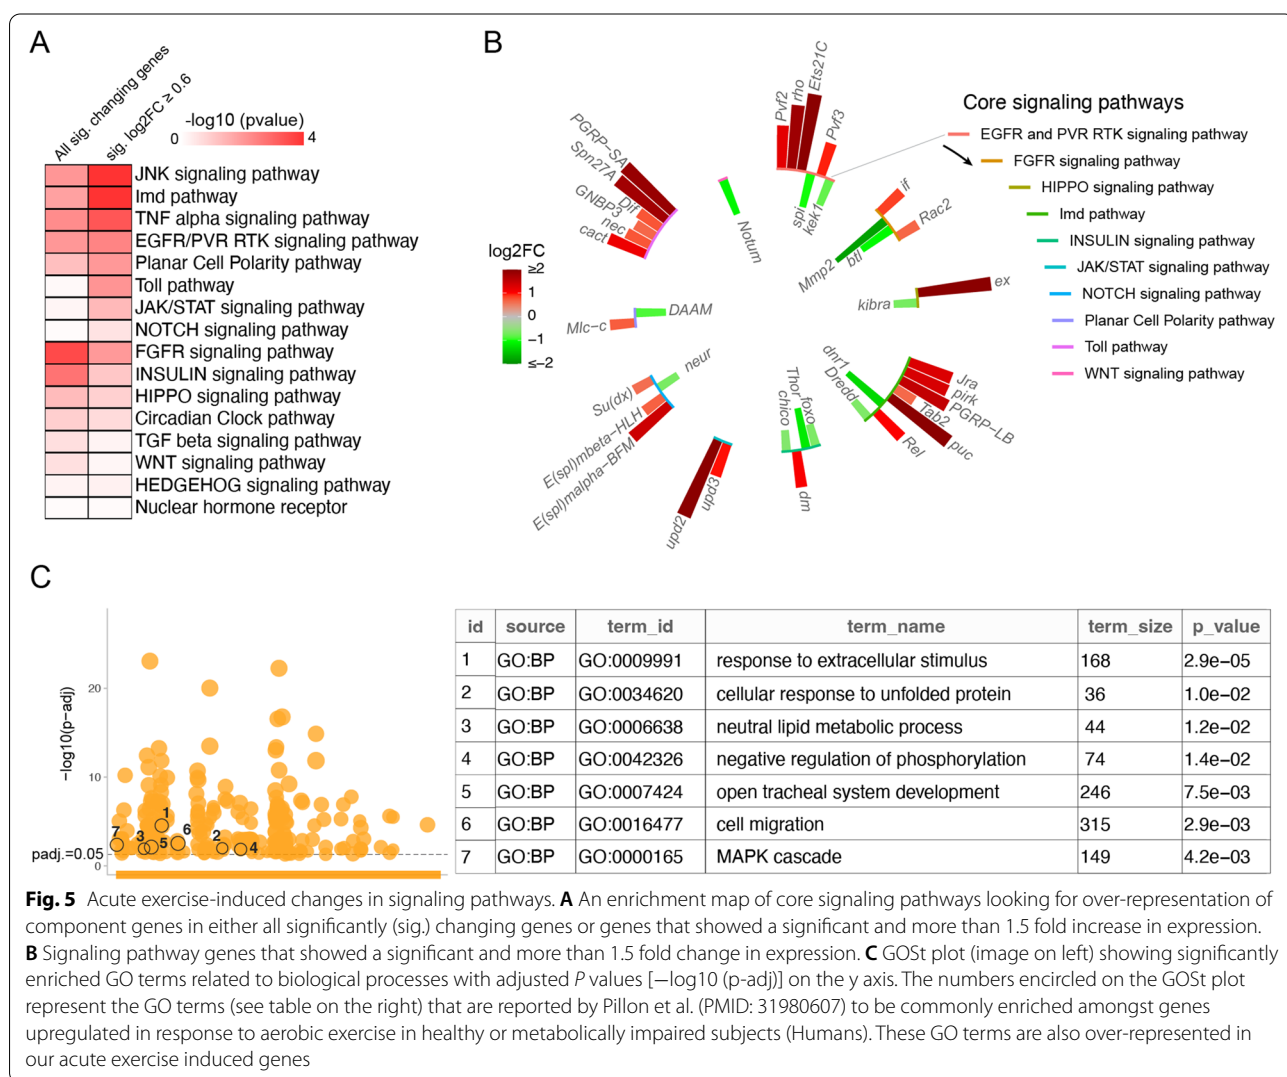 A
All sig. changing genes
sig. log2FC ≥ 0.6
-log10 (pvalue)
0 4
JNK signaling pathway
Imd pathway
TNF alpha signaling pathway
EGFR/PVR RTK signaling pathway
Planar Cell Polarity pathway
Toll pathway
JAK/STAT signaling pathway
NOTCH signaling pathway
FGFR signaling pathway
INSULIN signaling pathway
HIPPO signaling pathway
Circadian Clock pathway
TGF beta signaling pathway
WNT signaling pathway
HEDGEHOG signaling pathway
Nuclear hormone receptor
B
Pvf2
rho
Ets21C
Pvf3
spi
kek1
if
Rac2
Mmp2
btl
ex
kibra
Jra
pirk
PGRP-LB
Tab2
puc
Rel
dnr1
Dredd
Thor
foxo
chico
dm
upd3
upd2
neur
Su(dx)
E(spl)mbeta-HLH
E(spl)malpha-BFM
DAAM
Mlc-c
PGRP-SA
Spn27A
Dif
GNBP3
nec
cact
Notum
log2FC
≥2
1
0
−1
≤−2
Core signaling pathways
EGFR and PVR RTK signaling pathway
FGFR signaling pathway
HIPPO signaling pathway
Imd pathway
INSULIN signaling pathway
JAK/STAT signaling pathway
NOTCH signaling pathway
Planar Cell Polarity pathway
Toll pathway
WNT signaling pathway
C
−log10(p−adj)
20
10
padj.=0.05
0
7
3
1
5
6
2
4
id source term_id term_name term_size p_value
1 GO:BP GO:0009991 response to extracellular stimulus 168 2.9e−05
2 GO:BP GO:0034620 cellular response to unfolded protein 36 1.0e−02
3 GO:BP GO:0006638 neutral lipid metabolic process 44 1.2e−02
4 GO:BP GO:0042326 negative regulation of phosphorylation 74 1.4e−02
5 GO:BP GO:0007424 open tracheal system development 246 7.5e−03
6 GO:BP GO:0016477 cell migration 315 2.9e−03
7 GO:BP GO:0000165 MAPK cascade 149 4.2e−03
Fig. 5 Acute exercise-induced changes in signaling pathways. A An enrichment map of core signaling pathways looking for over-representation of
component genes in either all significantly (sig.) changing genes or genes that showed a significant and more than 1.5 fold increase in expression.
B Signaling pathway genes that showed a significant and more than 1.5 fold change in expression. C GOSt plot (image on left) showing significantly
enriched GO terms related to biological processes with adjusted P values [−log10 (p-adj)] on the y axis. The numbers encircled on the GOSt plot
represent the GO terms (see table on the right) that are reported by Pillon et al. (PMID: 31980607) to be commonly enriched amongst genes
upregulated in response to aerobic exercise in healthy or metabolically impaired subjects (Humans). These GO terms are also over-represented in
our acute exercise induced genes